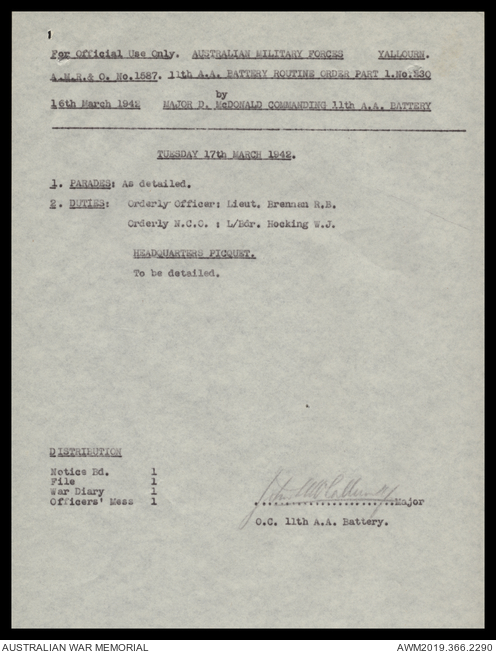 1
For Official Use Only. AUSTRALIAN MILITARY FORCES YALLOURN.
A.M.R.& O. No.1587. 11th A.A. BATTERY ROUTINE ORDER PART 1.No.230
by
16th March 1942 MAJOR D. McDONALD COMMANDING 11th A.A. BATTERY
TUESDAY 17th MARCH 1942.
1. PARADES: As detailed.
2. DUTIES: Orderly Officer: Lieut. Brennan R.B.
Orderly N.C.O. : L/Bdr. Hocking W.J.
HEADQUARTERS PICQUET.
To be detailed.
DISTRIBUTION
Notice Bd. 1
File 1
War Diary 1
Officers' Mess 1
Major
O.C. 11th A.A. Battery.
AUSTRALIAN WAR MEMORIAL
AWM2019.366.2290